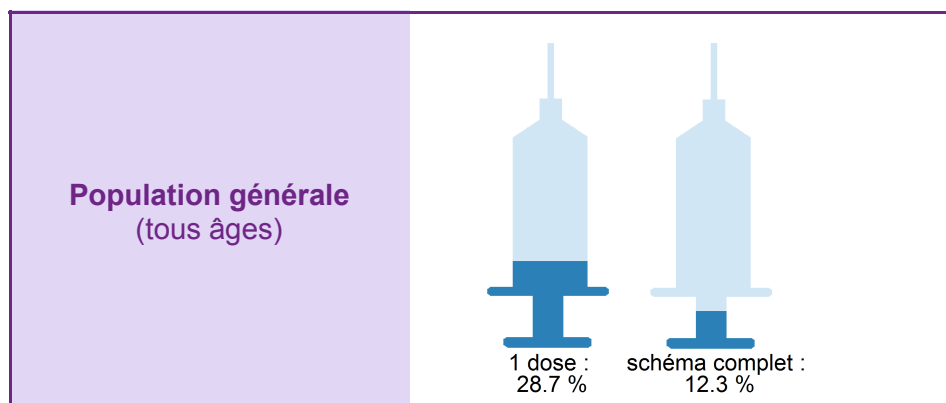 Population générale
(tous âges)
1 dose :
28.7 %
schéma complet :
12.3 %